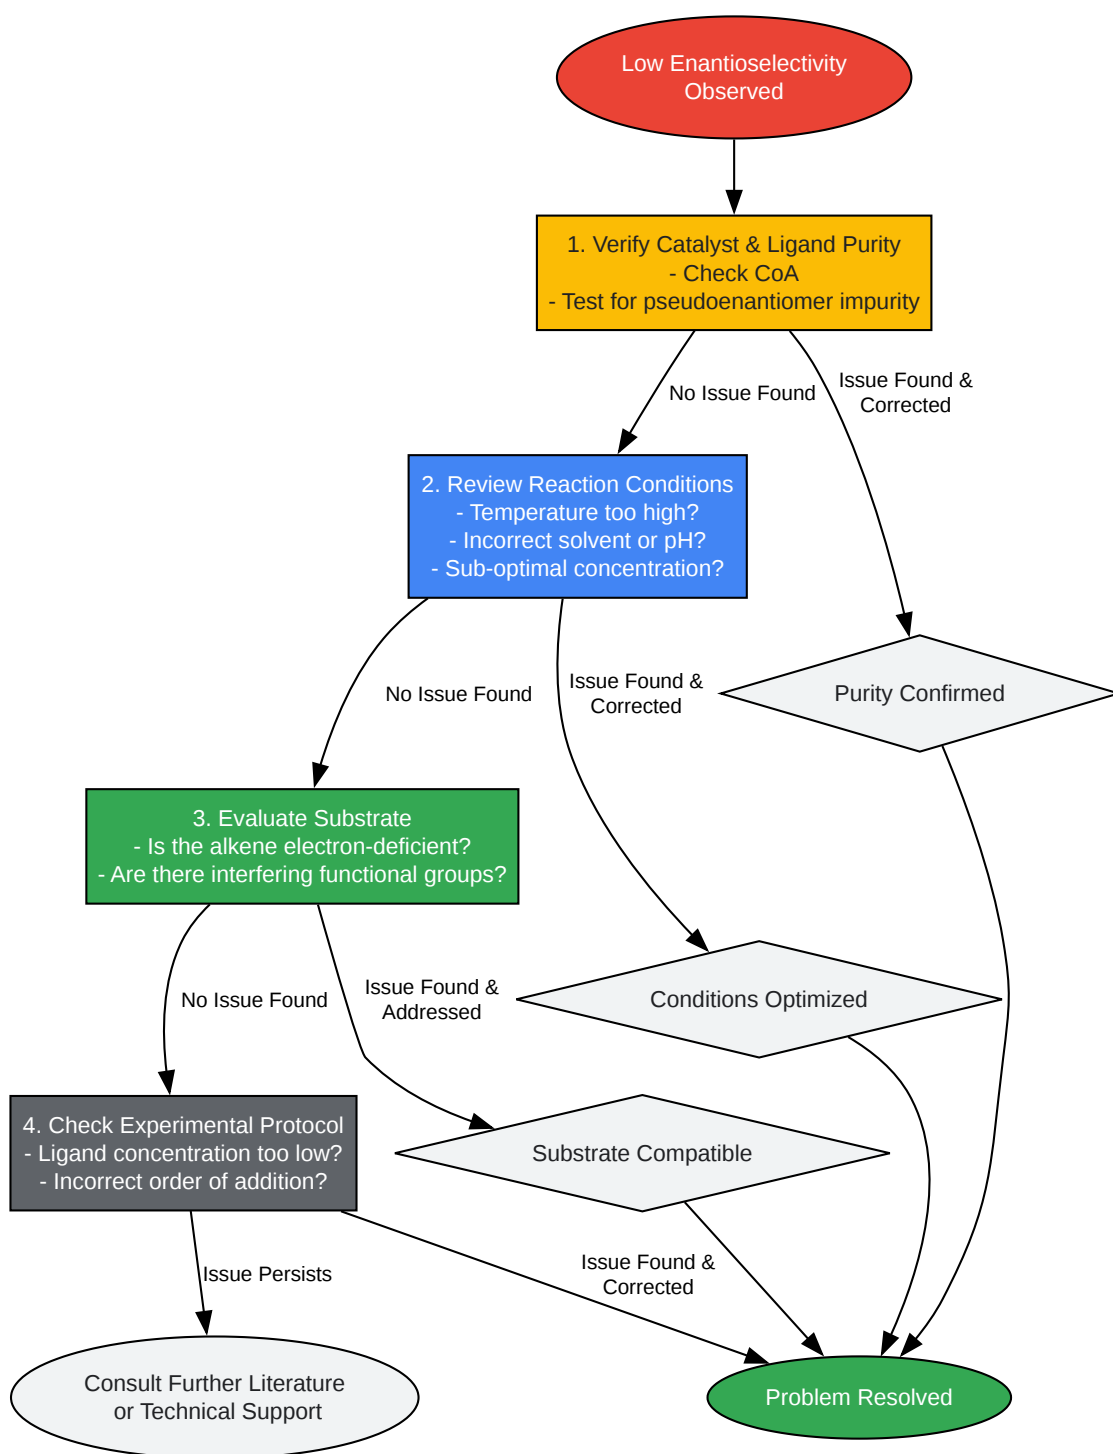 Low Enantioselectivity
Observed
1. Verify Catalyst & Ligand Purity
- Check CoA
- Test for pseudoenantiomer impurity
No Issue Found
Issue Found &
Corrected
2. Review Reaction Conditions
- Temperature too high?
- Incorrect solvent or pH?
- Sub-optimal concentration?
No Issue Found
Issue Found &
Corrected
Purity Confirmed
3. Evaluate Substrate
- Is the alkene electron-deficient?
- Are there interfering functional groups?
No Issue Found
Issue Found &
Addressed
Conditions Optimized
4. Check Experimental Protocol
- Ligand concentration too low?
- Incorrect order of addition?
Substrate Compatible
Issue Persists
Issue Found &
Corrected
Consult Further Literature
or Technical Support
Problem Resolved